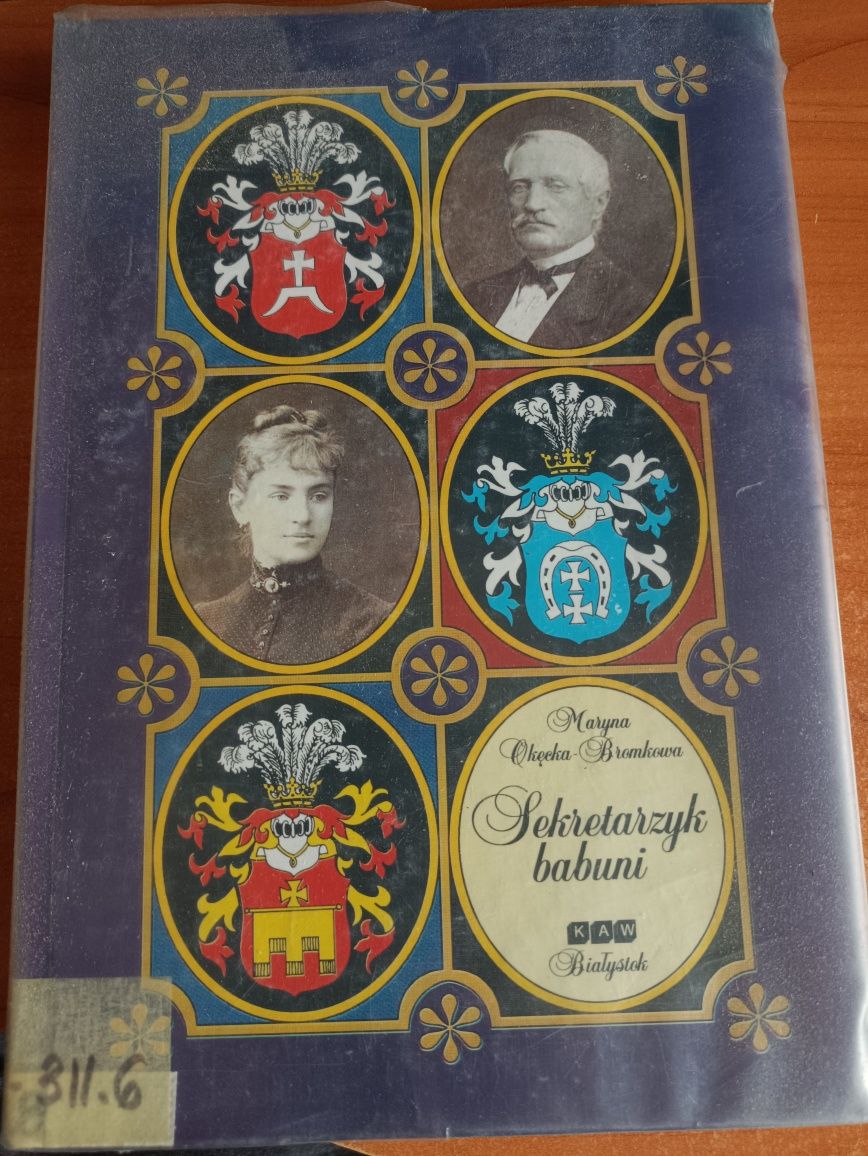 Maryna
Okęcka-Bromkowa
Sekretarzyk
babuni
KAW
Białystok
311.6